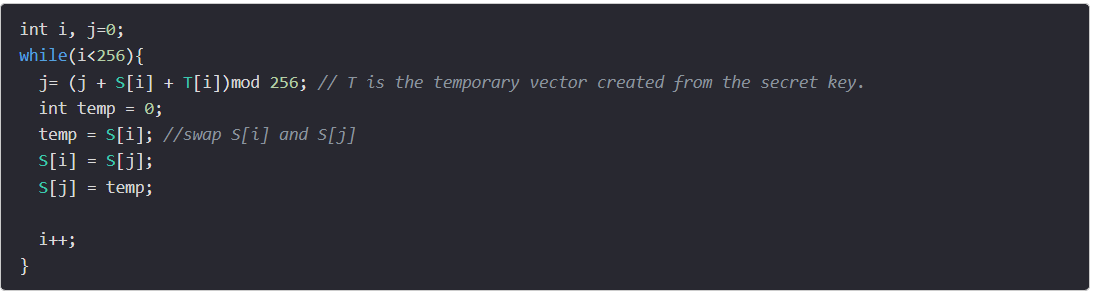 int i, j=0;
while(i<256){
  j= (j + S[i] + T[i])mod 256; // T is the temporary vector created from the secret key.
  int temp = 0;
  temp = S[i]; //swap S[i] and S[j]
  S[i] = S[j];
  S[j] = temp;

  i++;
}